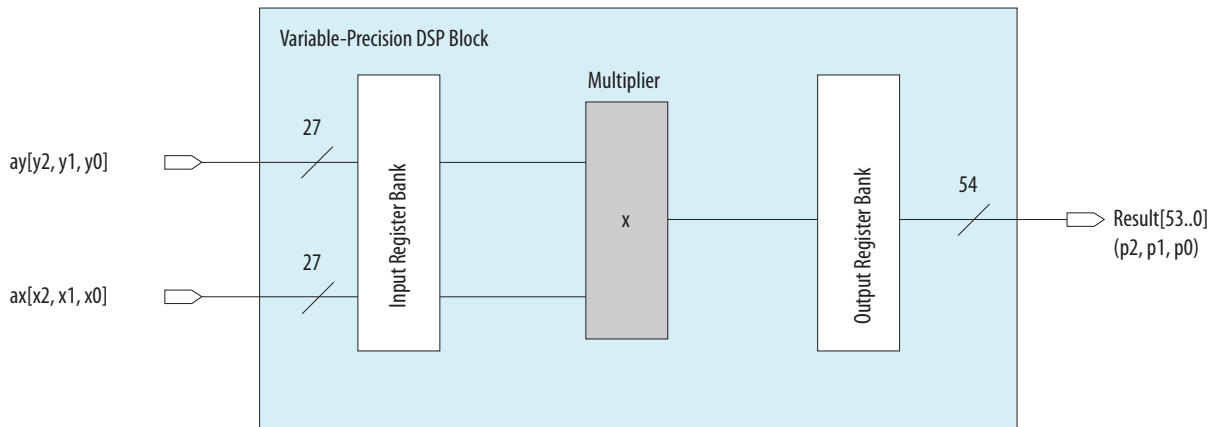 Variable-Precision DSP Block
Multiplier
27
ay[y2, y1, y0]
Input Register Bank
x
Output Register Bank
54
Result[53..0]
(p2, p1, p0)
27
ax[x2, x1, x0]